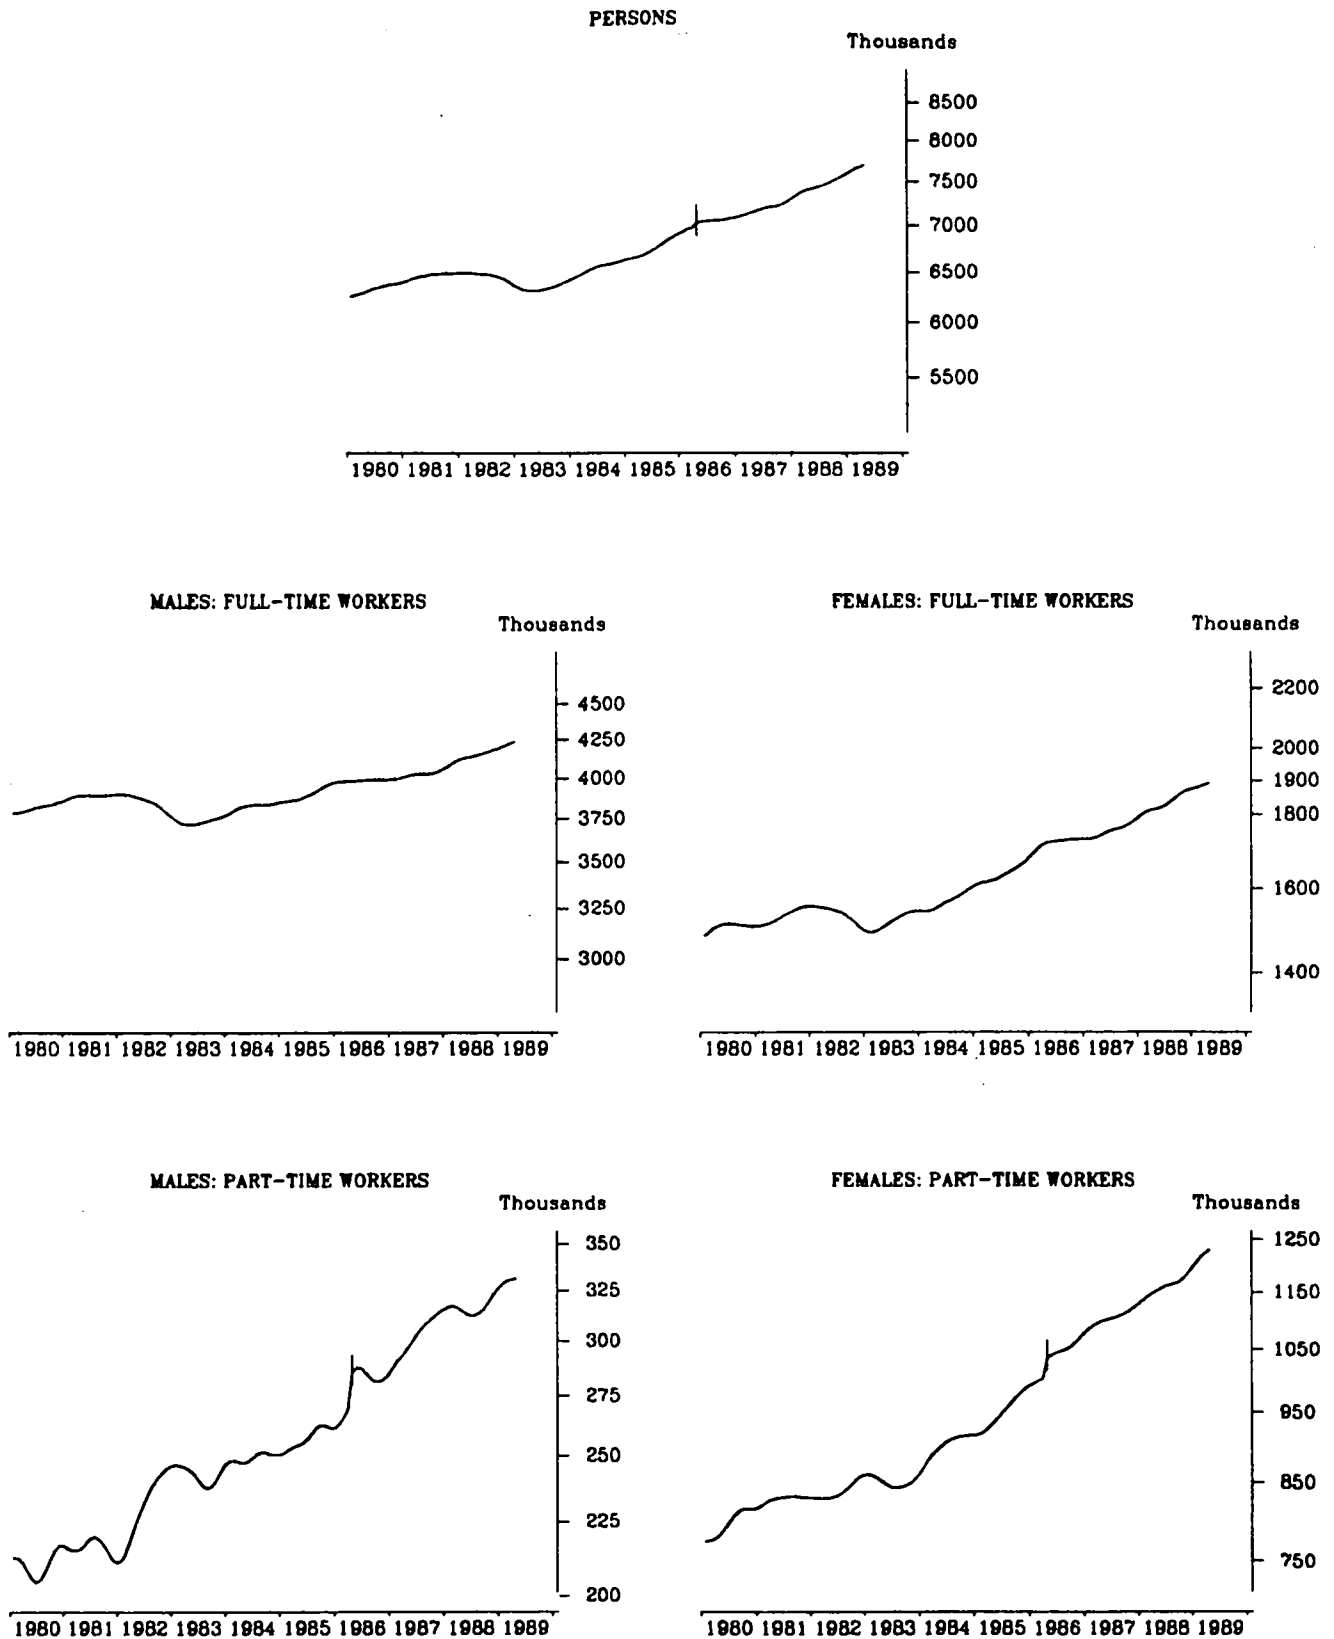 PERSONS
Thousands
8500
8000
7500
7000
6500
6000
5500
1980 1981 1982 1983 1984 1985 1986 1987 1988 1989
MALES: FULL-TIME WORKERS
Thousands
4500
4250
4000
3750
3500
3250
3000
1980 1981 1982 1983 1984 1985 1986 1987 1988 1989
FEMALES: FULL-TIME WORKERS
Thousands
2200
2000
1900
1800
1600
1400
1980 1981 1982 1983 1984 1985 1986 1987 1988 1989
MALES: PART-TIME WORKERS
Thousands
350
325
300
275
250
225
200
1980 1981 1982 1983 1984 1985 1986 1987 1988 1989
FEMALES: PART-TIME WORKERS
Thousands
1250
1150
1050
950
850
750
1980 1981 1982 1983 1984 1985 1986 1987 1988 1989